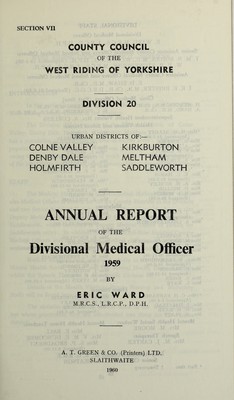 SECTION VII
COUNTY COUNCIL
OF THE
WEST RIDING OF YORKSHIRE
DIVISION 20
URBAN DISTRICTS OF:—
COLNE VALLEY KIRKBURTON
DENBY DALE MELTHAM
HOLMFIRTH SADDLEWORTH
ANNUAL REPORT
OF THE
Divisional Medical Officer
1959
BY
ERIC WARD
M.R.C.S., L.R.C.P., D.P.H.
A. T. GREEN & CO. (Printers) LTD.
SLAITHWAITE
1960